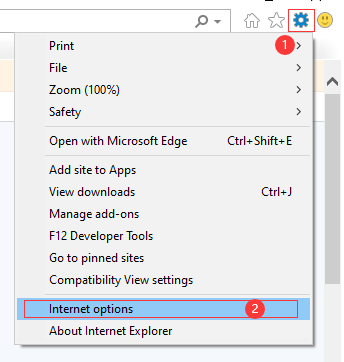 Print 1
File
Zoom (100%)
Safety
Open with Microsoft Edge Ctrl+Shift+E
Add site to Apps
View downloads Ctrl+J
Manage add-ons
F12 Developer Tools
Go to pinned sites
Compatibility View settings
Internet options 2
About Internet Explorer